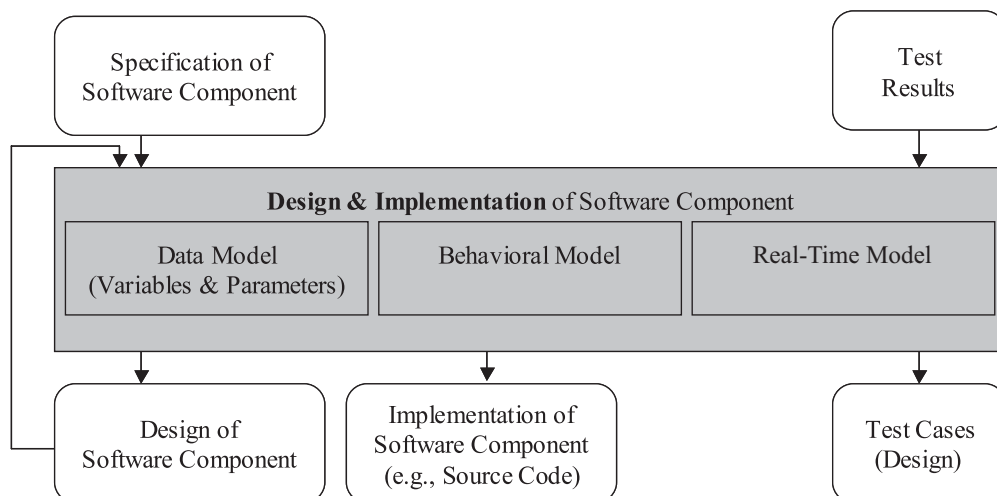 Specification of
Software Component
Test
Results
Design & Implementation of Software Component
Data Model
(Variables & Parameters)
Behavioral Model
Real-Time Model
Design of
Software Component
Implementation of
Software Component
(e.g., Source Code)
Test Cases
(Design)